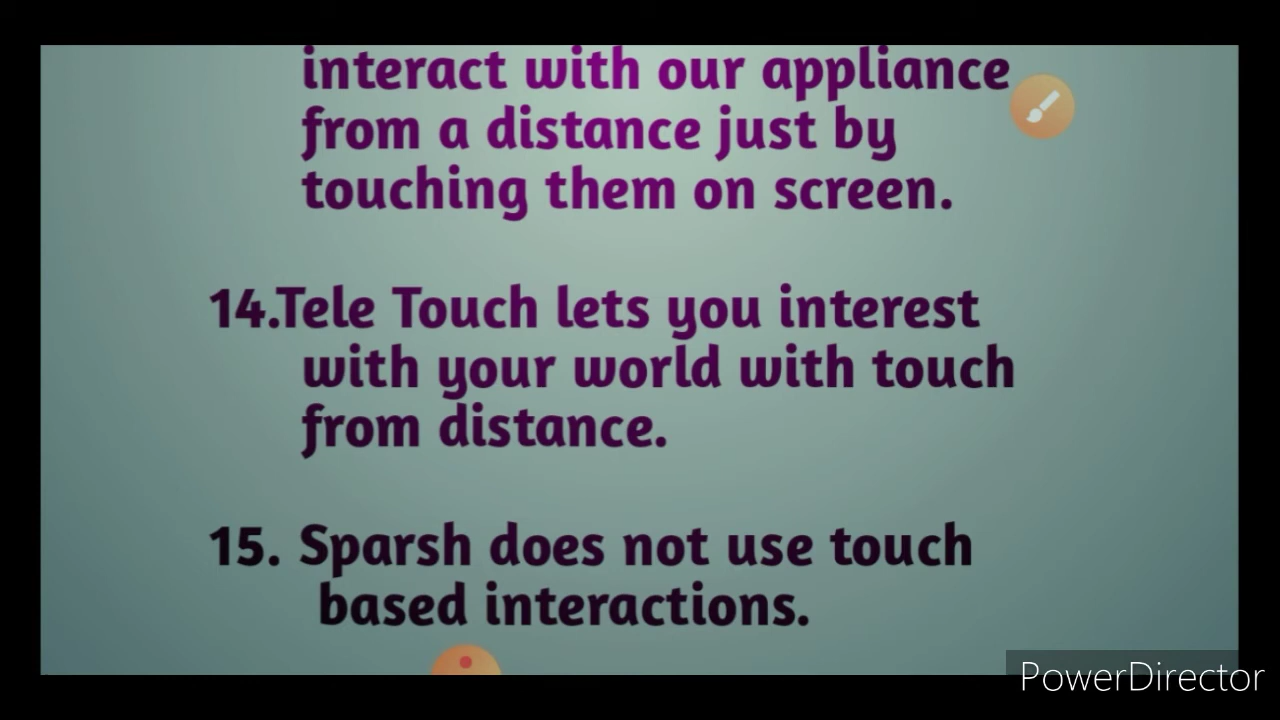 interact with our appliance
from a distance just by
touching them on screen.
14.Tele Touch lets you interest
with your world with touch
from distance.
15. Sparsh does not use touch
based interactions.
PowerDirector